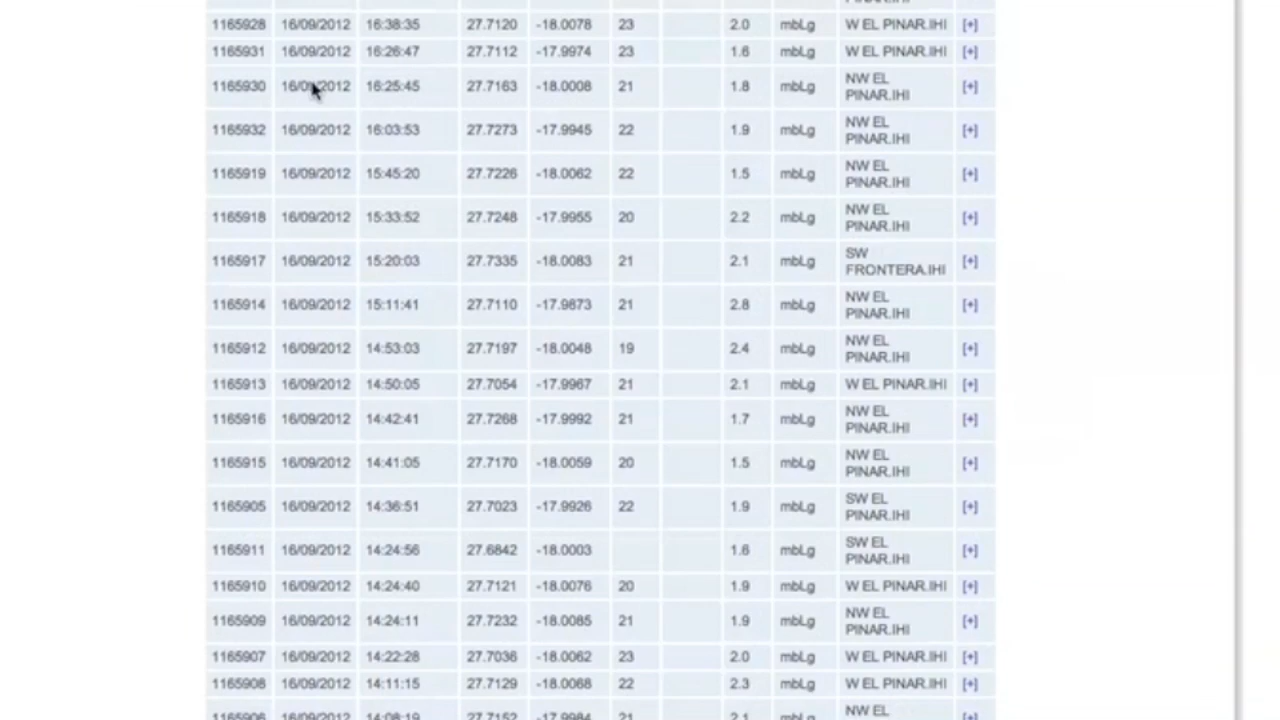 PINAR.IHI
1165928 16/09/2012 16:38:35 27.7120 -18.0078 23 2.0 mbLg W EL PINAR.IHI [+]
1165931 16/09/2012 16:26:47 27.7112 -17.9974 23 1.6 mbLg W EL PINAR.IHI [+]
1165930 16/09/2012 16:25:45 27.7163 -18.0008 21 1.8 mbLg NW EL
PINAR.IHI [+]
1165932 16/09/2012 16:03:53 27.7273 -17.9945 22 1.9 mbLg NW EL
PINAR.IHI [+]
1165919 16/09/2012 15:45:20 27.7226 -18.0062 22 1.5 mbLg NW EL
PINAR.IHI [+]
1165918 16/09/2012 15:33:52 27.7248 -17.9955 20 2.2 mbLg NW EL
PINAR.IHI [+]
1165917 16/09/2012 15:20:03 27.7335 -18.0083 21 2.1 mbLg SW
FRONTERA.IHI [+]
1165914 16/09/2012 15:11:41 27.7110 -17.9873 21 2.8 mbLg NW EL
PINAR.IHI [+]
1165912 16/09/2012 14:53:03 27.7197 -18.0048 19 2.4 mbLg NW EL
PINAR.IHI [+]
1165913 16/09/2012 14:50:05 27.7054 -17.9967 21 2.1 mbLg W EL PINAR.IHI [+]
1165916 16/09/2012 14:42:41 27.7268 -17.9992 21 1.7 mbLg NW EL
PINAR.IHI [+]
1165915 16/09/2012 14:41:05 27.7170 -18.0059 20 1.5 mbLg NW EL
PINAR.IHI [+]
1165905 16/09/2012 14:36:51 27.7023 -17.9926 22 1.9 mbLg SW EL
PINAR.IHI [+]
1165911 16/09/2012 14:24:56 27.6842 -18.0003 1.6 mbLg SW EL
PINAR.IHI [+]
1165910 16/09/2012 14:24:40 27.7121 -18.0076 20 1.9 mbLg W EL PINAR.IHI [+]
1165909 16/09/2012 14:24:11 27.7232 -18.0085 21 1.9 mbLg NW EL
PINAR.IHI [+]
1165907 16/09/2012 14:22:28 27.7036 -18.0062 23 2.0 mbLg W EL PINAR.IHI [+]
1165908 16/09/2012 14:11:15 27.7129 -18.0068 22 2.3 mbLg W EL PINAR.IHI [+]
1165906 16/09/2012 14:08:19 27.7152 -17.9984 21 2.1 mbLg NW EL